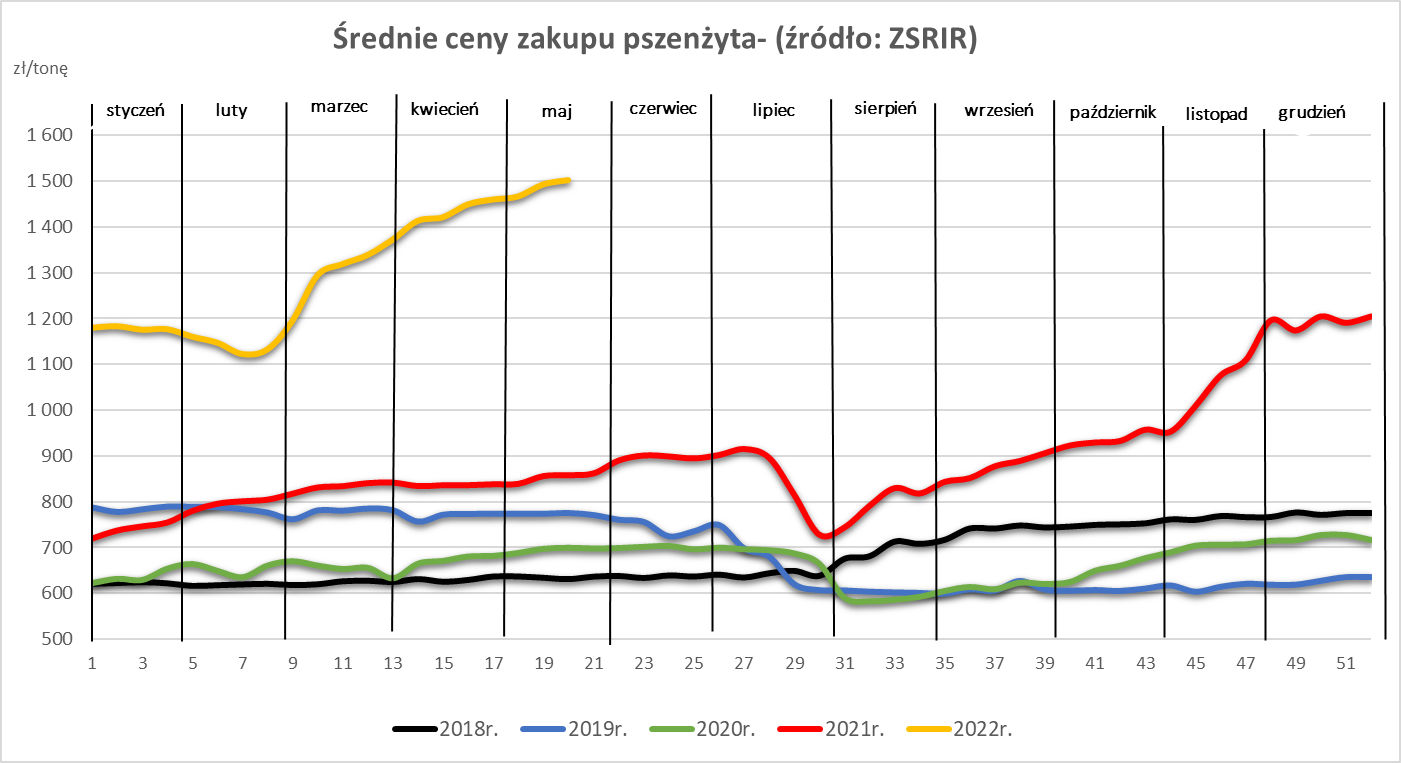 Średnie ceny zakupu pszenżyta- (źródło: ZSRIR)
zł/tonę
styczeń luty marzec kwiecień maj czerwiec lipiec sierpień wrzesień październik listopad grudzień
1 600
1 500
1 400
1 300
1 200
1 100
1 000
900
800
700
600
500
1 3 5 7 9 11 13 15 17 19 21 23 25 27 29 31 33 35 37 39 41 43 45 47 49 51
2018r. 2019r. 2020r. 2021r. 2022r.